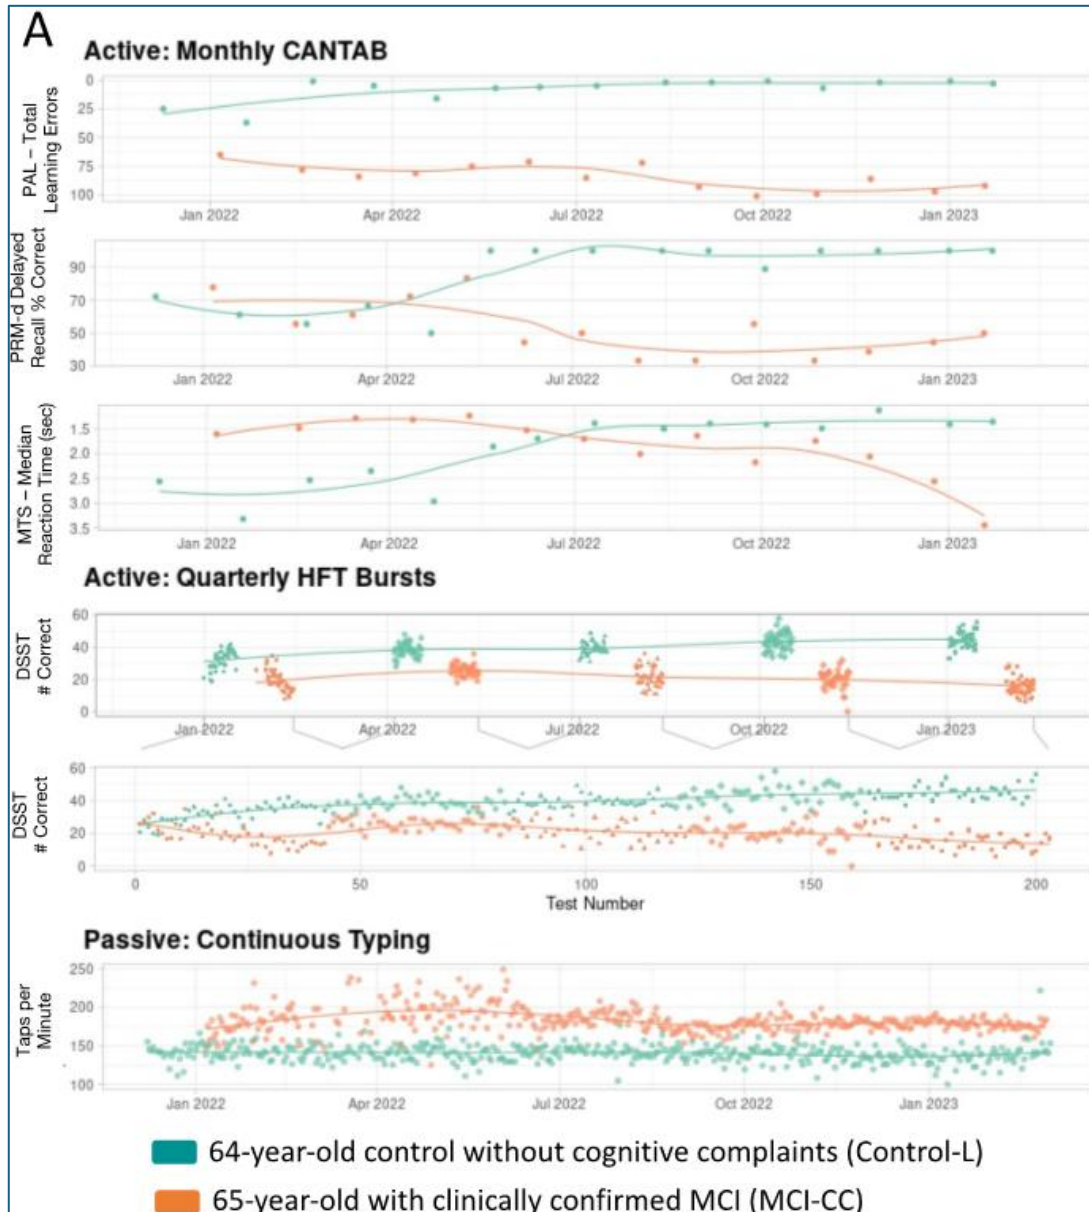 A
Active: Monthly CANTAB
PAL – Total
Learning Errors
0
25
50
75
100
Jan 2022
Apr 2022
Jul 2022
Oct 2022
Jan 2023
PRM-d Delayed
Recall % Correct
90
70
50
30
Jan 2022
Apr 2022
Jul 2022
Oct 2022
Jan 2023
MTS – Median
Reaction Time (sec)
1.5
2.0
2.5
3.0
3.5
Jan 2022
Apr 2022
Jul 2022
Oct 2022
Jan 2023
Active: Quarterly HFT Bursts
DSST
# Correct
60
40
20
0
Jan 2022
Apr 2022
Jul 2022
Oct 2022
Jan 2023
DSST
# Correct
60
40
20
0
0
50
100
150
200
Test Number
Passive: Continuous Typing
Taps per
Minute
250
200
150
100
Jan 2022
Apr 2022
Jul 2022
Oct 2022
Jan 2023
64-year-old control without cognitive complaints (Control-L)
65-year-old with clinically confirmed MCI (MCI-CC)